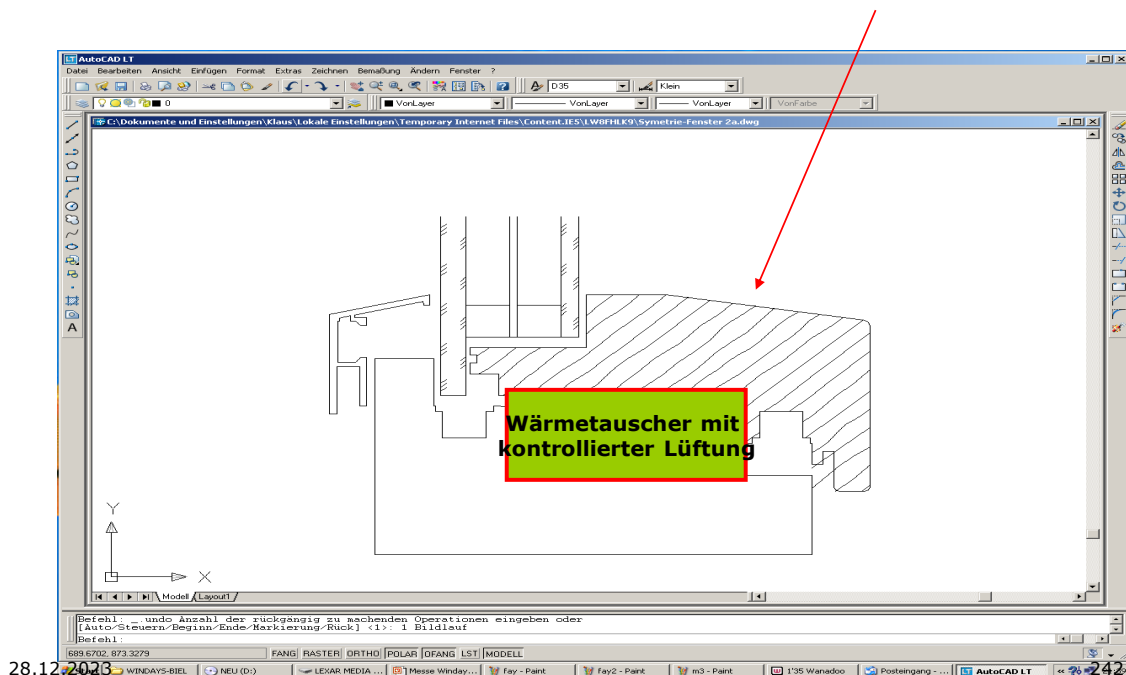 AutoCAD LT
Datei Bearbeiten Ansicht Einfügen Format Extras Zeichnen Bemaßung Ändern Fenster ?
D35 Klein
0 VonLayer VonLayer VonLayer VonFarbe
C:\Dokumente und Einstellungen\Klaus\Lokale Einstellungen\Temporary Internet Files\Content.IE5\LW8FHLK9\Symetrie-Fenster 2a.dwg
A
Wärmetauscher mit
kontrollierter Lüftung
Y
X
Modell Layout1
Befehl: _.undo Anzahl der rückgängig zu machenden Operationen eingeben oder
[Auto/Steuern/Beginn/Ende/Markierung/Rück] <1>: 1 Bildlauf
Befehl:
689.6702, 873.3279 FANG RASTER ORTHO POLAR OFANG LST MODELL
28.12.2023 WINDAYS-BIEL NEU (D:) LEXAR MEDIA ... Messe Winday... fay - Paint fay2 - Paint m3 - Paint 1'35 Wanadoo Posteingang - ... AutoCAD LT 242